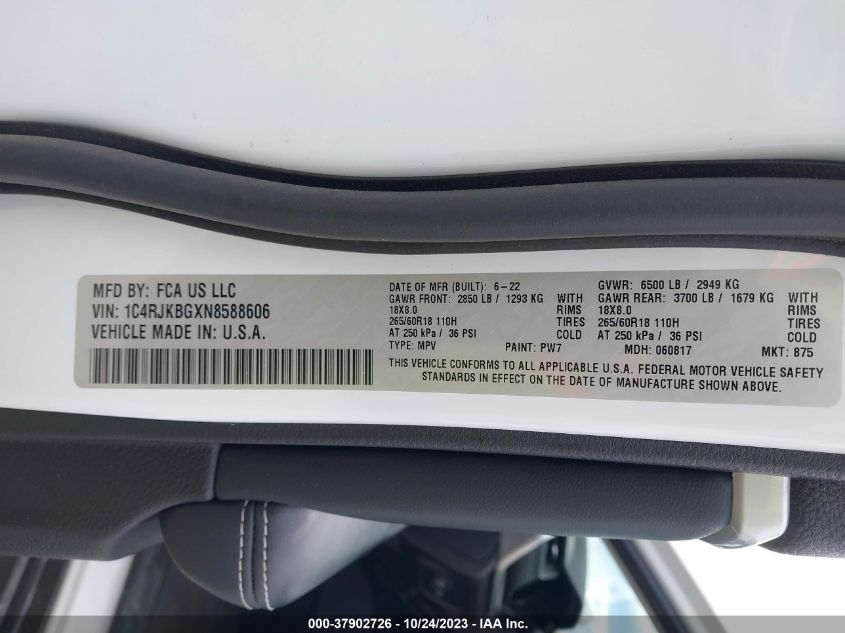 MFD BY: FCA US LLC
VIN: 1C4RJKBGXN8588606
VEHICLE MADE IN: U.S.A.
DATE OF MFR (BUILT): 6-22
GAWR FRONT: 2850 LB / 1293 KG
18X8.0 RIMS
265/60R18 110H TIRES
AT 250 kPa / 36 PSI COLD
TYPE: MPV PAINT: PW7
GVWR: 6500 LB / 2949 KG
GAWR REAR: 3700 LB / 1679 KG WITH
18X8.0 RIMS
265/60R18 110H TIRES
AT 250 kPa / 36 PSI COLD
MDH: 060817 MKT: 875
WITH
THIS VEHICLE CONFORMS TO ALL APPLICABLE U.S.A. FEDERAL MOTOR VEHICLE SAFETY
STANDARDS IN EFFECT ON THE DATE OF MANUFACTURE SHOWN ABOVE.
000-37902726 - 10/24/2023 - Copyright © 2023 IAA Inc.